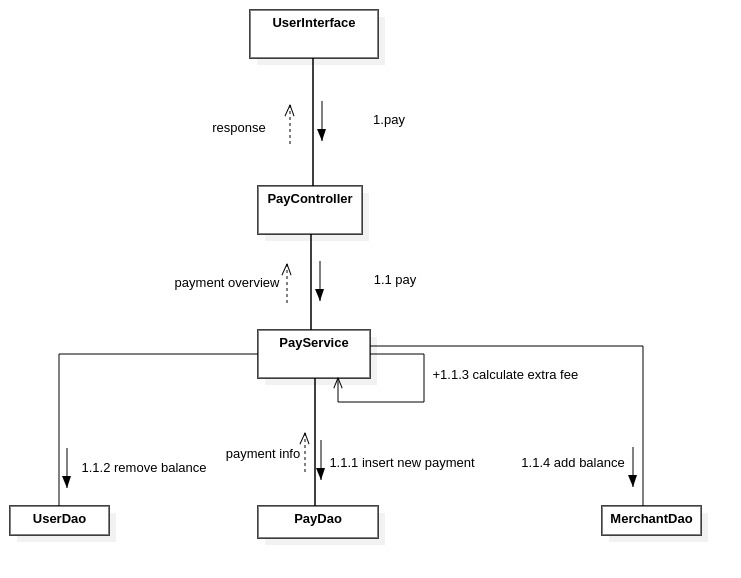 UserInterface
response
1.pay
PayController
payment overview
1.1 pay
PayService
+1.1.3 calculate extra fee
payment info
1.1.2 remove balance
1.1.1 insert new payment
1.1.4 add balance
UserDao
PayDao
MerchantDao